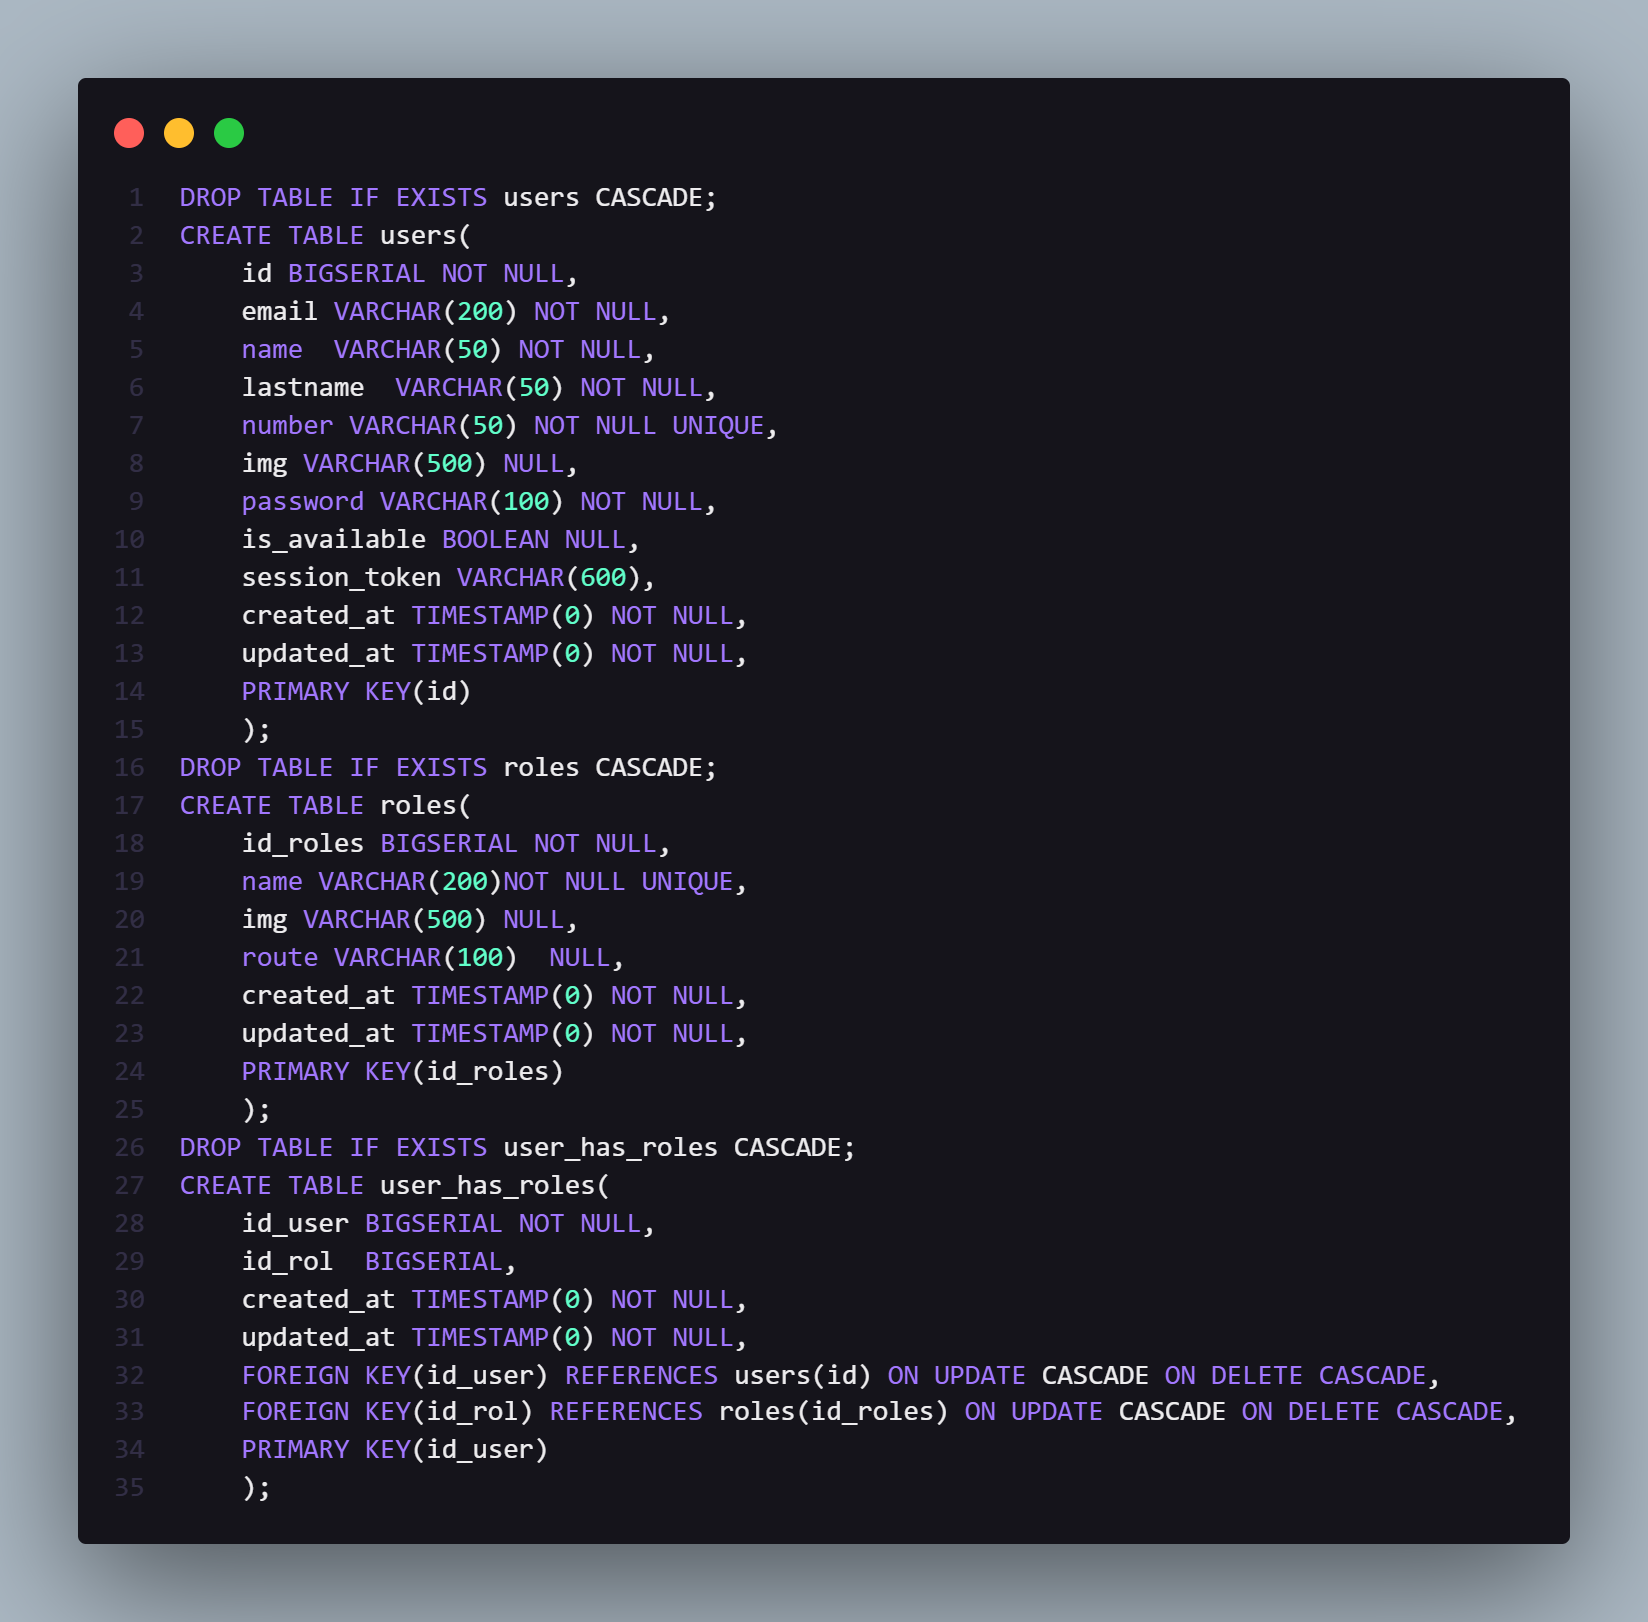 1 DROP TABLE IF EXISTS users CASCADE;
2 CREATE TABLE users(
3     id BIGSERIAL NOT NULL,
4     email VARCHAR(200) NOT NULL,
5     name  VARCHAR(50) NOT NULL,
6     lastname  VARCHAR(50) NOT NULL,
7     number VARCHAR(50) NOT NULL UNIQUE,
8     img VARCHAR(500) NULL,
9     password VARCHAR(100) NOT NULL,
10     is_available BOOLEAN NULL,
11     session_token VARCHAR(600),
12     created_at TIMESTAMP(0) NOT NULL,
13     updated_at TIMESTAMP(0) NOT NULL,
14     PRIMARY KEY(id)
15     );
16 DROP TABLE IF EXISTS roles CASCADE;
17 CREATE TABLE roles(
18     id_roles BIGSERIAL NOT NULL,
19     name VARCHAR(200)NOT NULL UNIQUE,
20     img VARCHAR(500) NULL,
21     route VARCHAR(100)  NULL,
22     created_at TIMESTAMP(0) NOT NULL,
23     updated_at TIMESTAMP(0) NOT NULL,
24     PRIMARY KEY(id_roles)
25     );
26 DROP TABLE IF EXISTS user_has_roles CASCADE;
27 CREATE TABLE user_has_roles(
28     id_user BIGSERIAL NOT NULL,
29     id_rol  BIGSERIAL,
30     created_at TIMESTAMP(0) NOT NULL,
31     updated_at TIMESTAMP(0) NOT NULL,
32     FOREIGN KEY(id_user) REFERENCES users(id) ON UPDATE CASCADE ON DELETE CASCADE,
33     FOREIGN KEY(id_rol) REFERENCES roles(id_roles) ON UPDATE CASCADE ON DELETE CASCADE,
34     PRIMARY KEY(id_user)
35     );